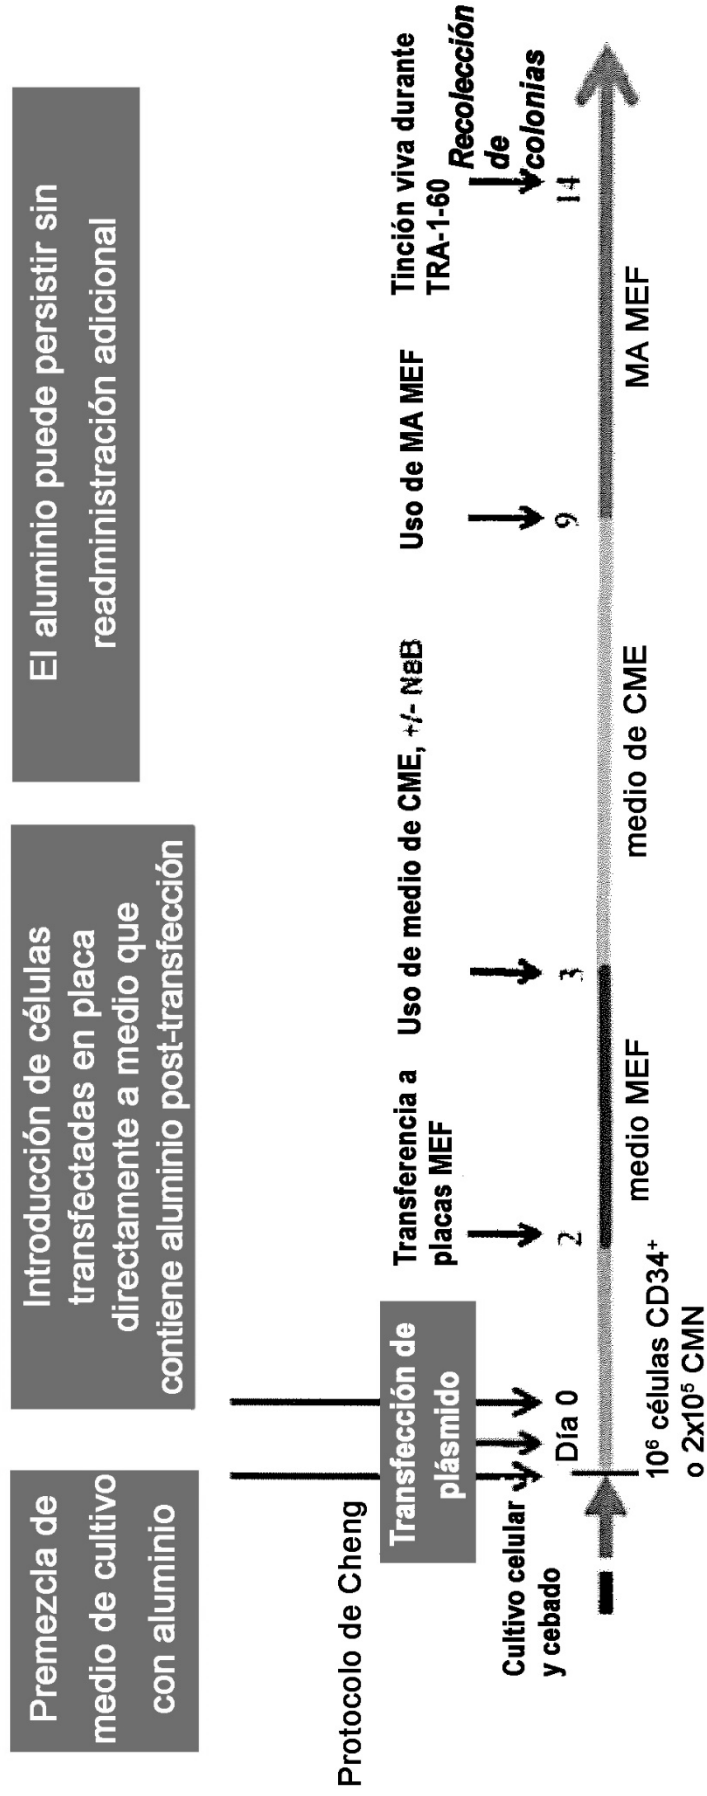 Premezcla de
medio de cultivo
con aluminio
Introducción de células
transfectadas en placa
directamente a medio que
contiene aluminio post-transfección
El aluminio puede persistir sin
readministración adicional
Protocolo de Cheng
Transfección de
plásmido
Cultivo celular
y cebado
Día 0
Transferencia a
placas MEF
2
Uso de medio de CME, +/- NaB
3
Uso de MA MEF
9
Tinción viva durante
TRA-1-60
Recolección
de
colonias
14
10⁶ células CD34⁺
o 2x10⁵ CMN
medio MEF
medio de CME
MA MEF